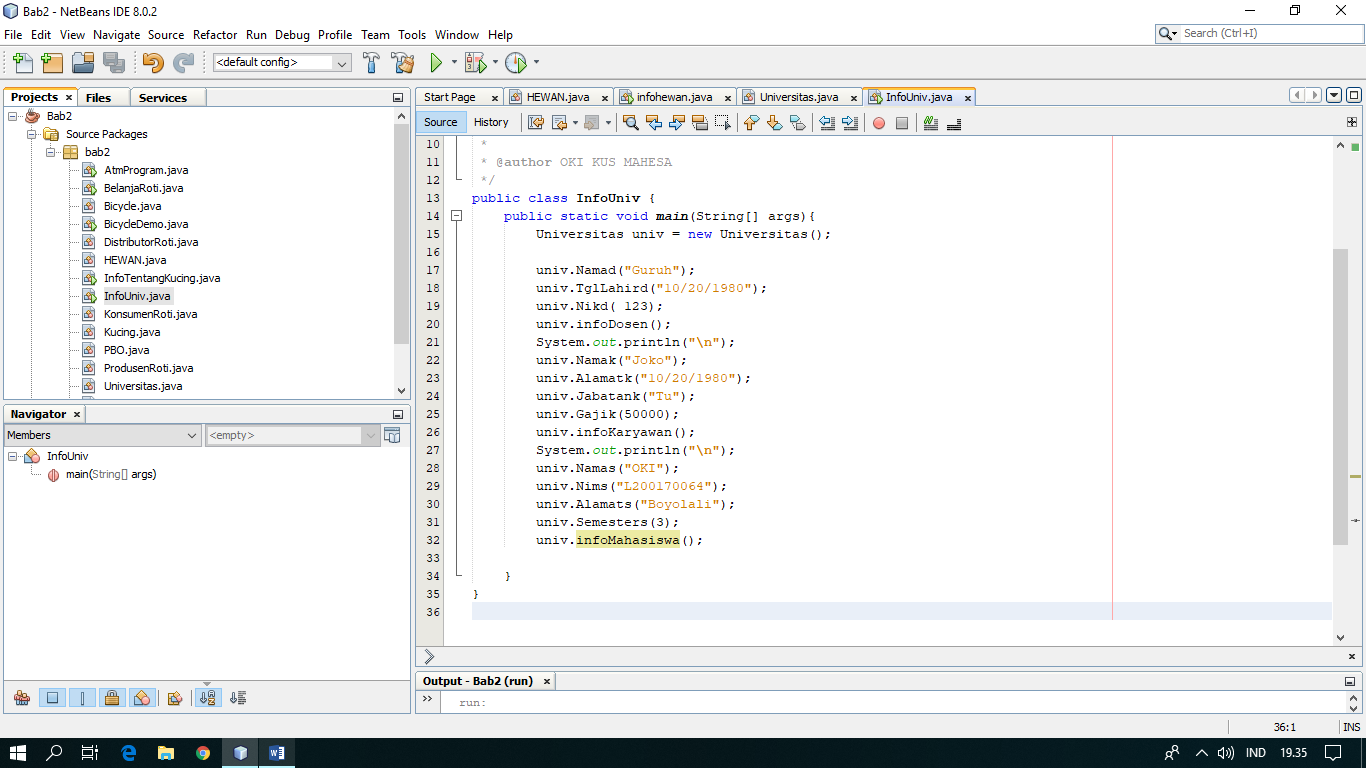 Bab2 - NetBeans IDE 8.0.2
File Edit View Navigate Source Refactor Run Debug Profile Team Tools Window Help
Search (Ctrl+I)
<default config>
Projects Files Services
Bab2
Source Packages
bab2
AtmProgram.java
BelanjaRoti.java
Bicycle.java
BicycleDemo.java
DistributorRoti.java
HEWAN.java
InfoTentangKucing.java
InfoUniv.java
KonsumenRoti.java
Kucing.java
PBO.java
ProdusenRoti.java
Universitas.java
Navigator
Members <empty>
InfoUniv
main(String[] args)
Start Page HEWAN.java infohewan.java Universitas.java InfoUniv.java
Source History
10 *
11 * @author OKI KUS MAHESA
12 */
13 public class InfoUniv {
14 public static void main(String[] args){
15 Universitas univ = new Universitas();
16
17 univ.Namad("Guruh");
18 univ.TglLahird("10/20/1980");
19 univ.Nikd( 123);
20 univ.infoDosen();
21 System.out.println("\n");
22 univ.Namak("Joko");
23 univ.Alamatk("10/20/1980");
24 univ.Jabatank("Tu");
25 univ.Gajik(50000);
26 univ.infoKaryawan();
27 System.out.println("\n");
28 univ.Namas("OKI");
29 univ.Nims("L200170064");
30 univ.Alamats("Boyolali");
31 univ.Semesters(3);
32 univ.infoMahasiswa();
33
34 }
35 }
36
Output - Bab2 (run)
run:
36:1 INS
IND 19.35